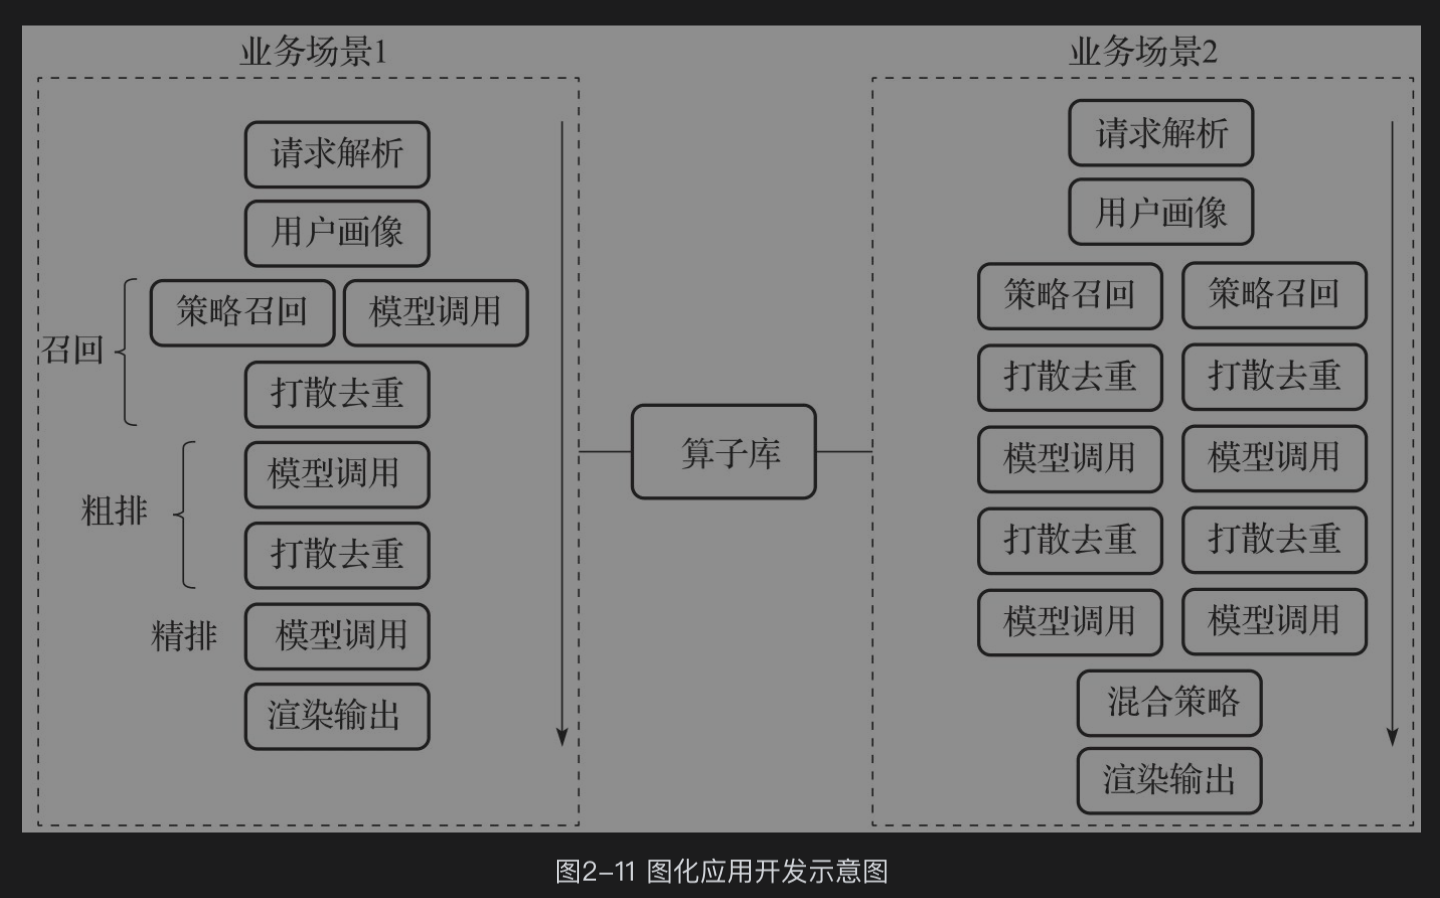 业务场景1
请求解析
用户画像
策略召回 模型调用
召回
打散去重
模型调用
粗排
打散去重
精排 模型调用
渲染输出
算子库
业务场景2
请求解析
用户画像
策略召回 策略召回
打散去重 打散去重
模型调用 模型调用
打散去重 打散去重
模型调用 模型调用
混合策略
渲染输出
图2-11 图化应用开发示意图